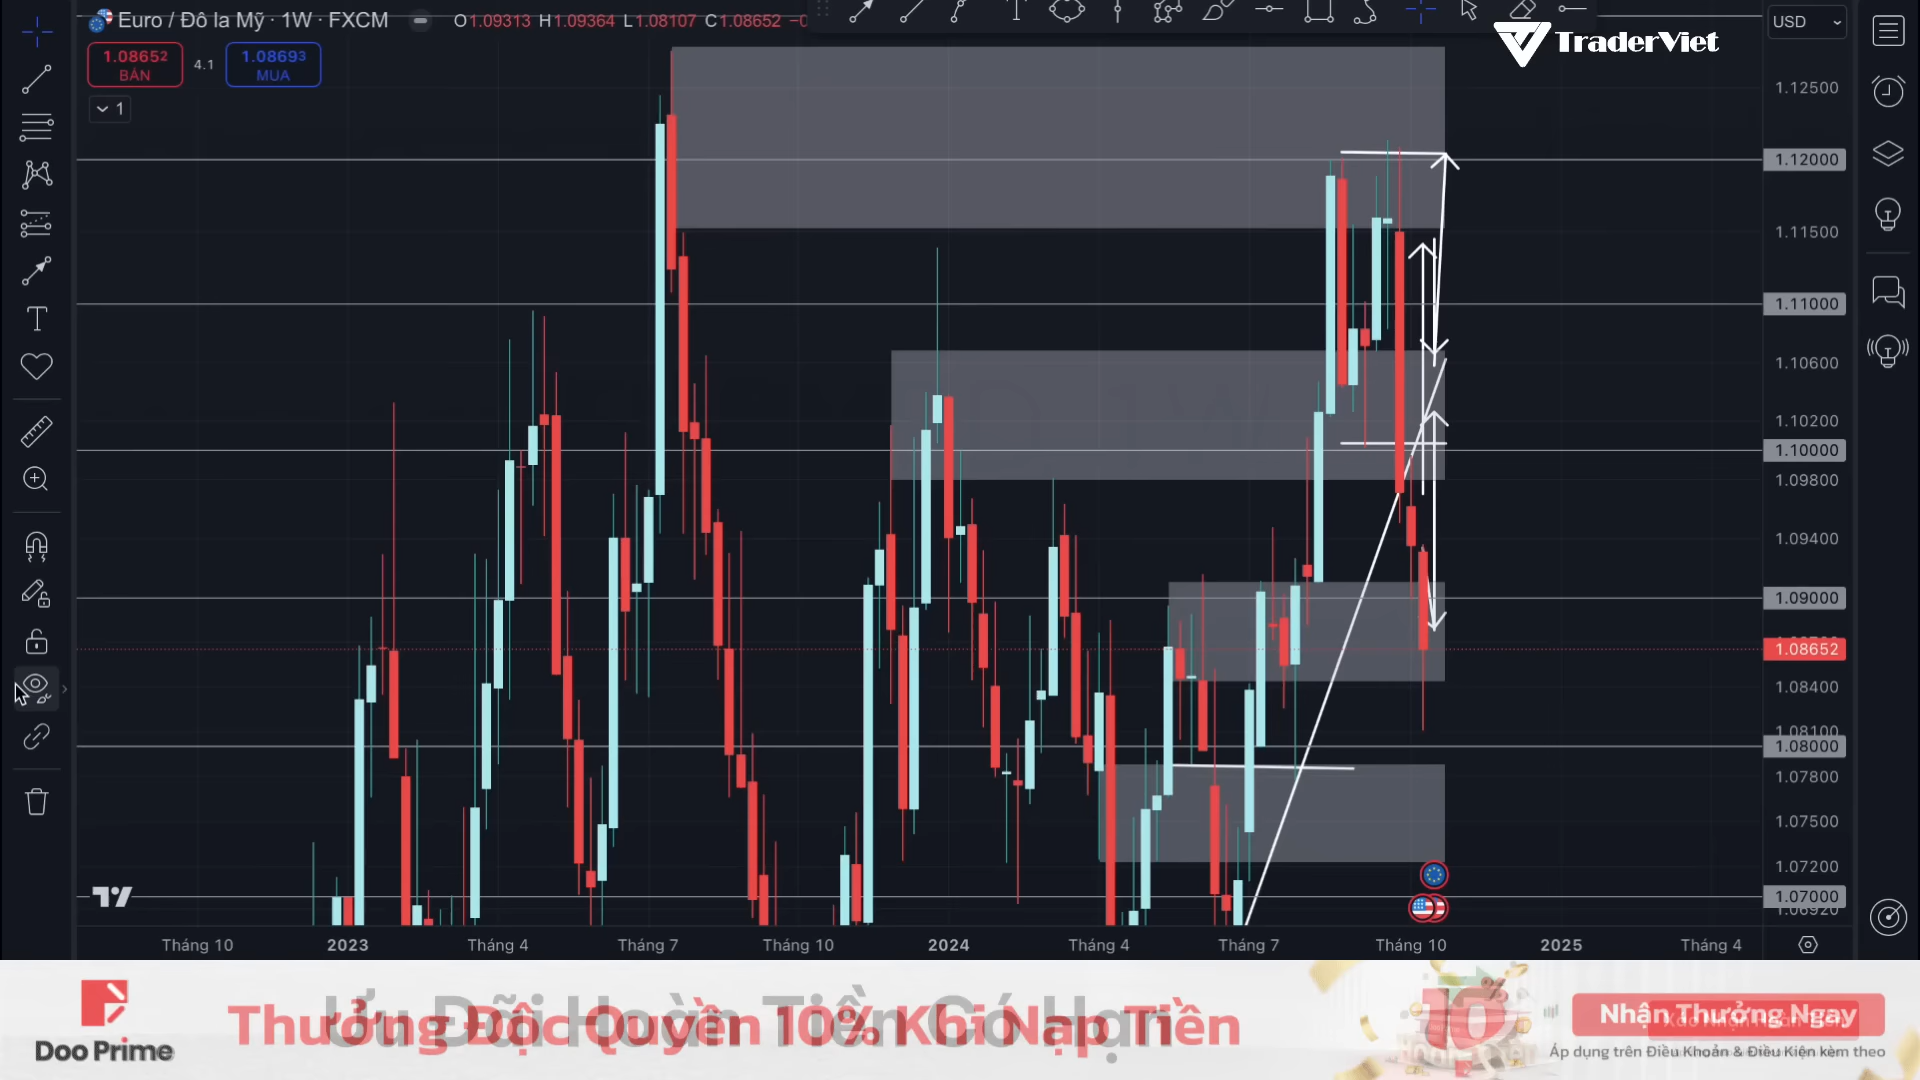 Euro / Đô la Mỹ · 1W · FXCM
O1.09313 H1.09364 L1.08107 C1.08652
USD
TraderViet
1.08652
BÁN
4.1
1.08693
MUA
1
1.12500
1.12000
1.11500
1.11000
1.10600
1.10200
1.10000
1.09800
1.09400
1.09000
1.08652
1.08400
1.08100
1.08000
1.07800
1.07500
1.07200
1.07000
1.06920
Tháng 10
2023
Tháng 4
Tháng 7
Tháng 10
2024
Tháng 4
Tháng 7
Tháng 10
2025
Tháng 4
Doo Prime
Thưởng Độc Quyền 10% Khi Nạp Tiền
Nhận Thưởng Ngay
Áp dụng trên Điều Khoản & Điều Kiện kèm theo